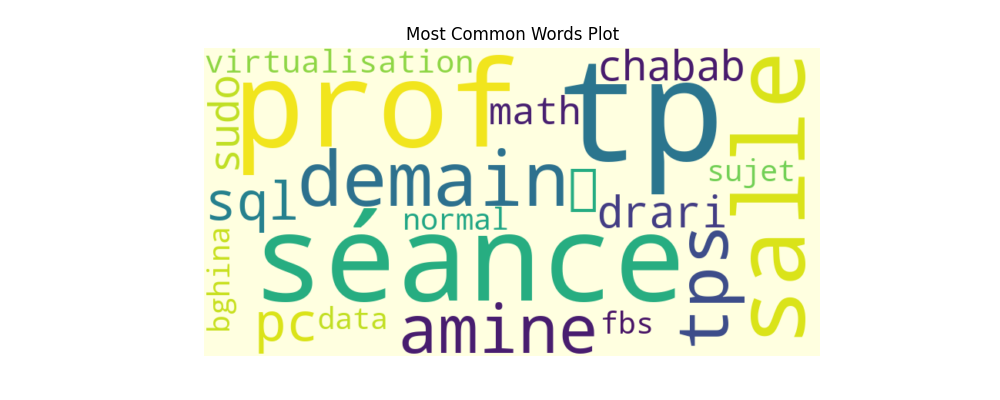 Most Common Words Plot
virtualisation
chabab
prof
tp
salle
sudo
math
demain
sujet
sql
drari
normal
séance
tps
bghina
pc
data
amine
fbs